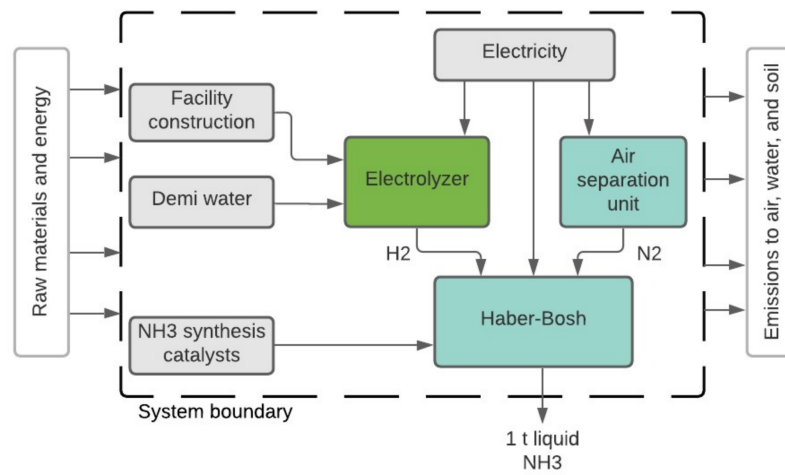 Raw materials and energy
Facility
construction
Demi water
NH3 synthesis
catalysts
Electricity
Electrolyzer
Air
separation
unit
H2
N2
Haber-Bosh
System boundary
1 t liquid
NH3
Emissions to air, water, and soil